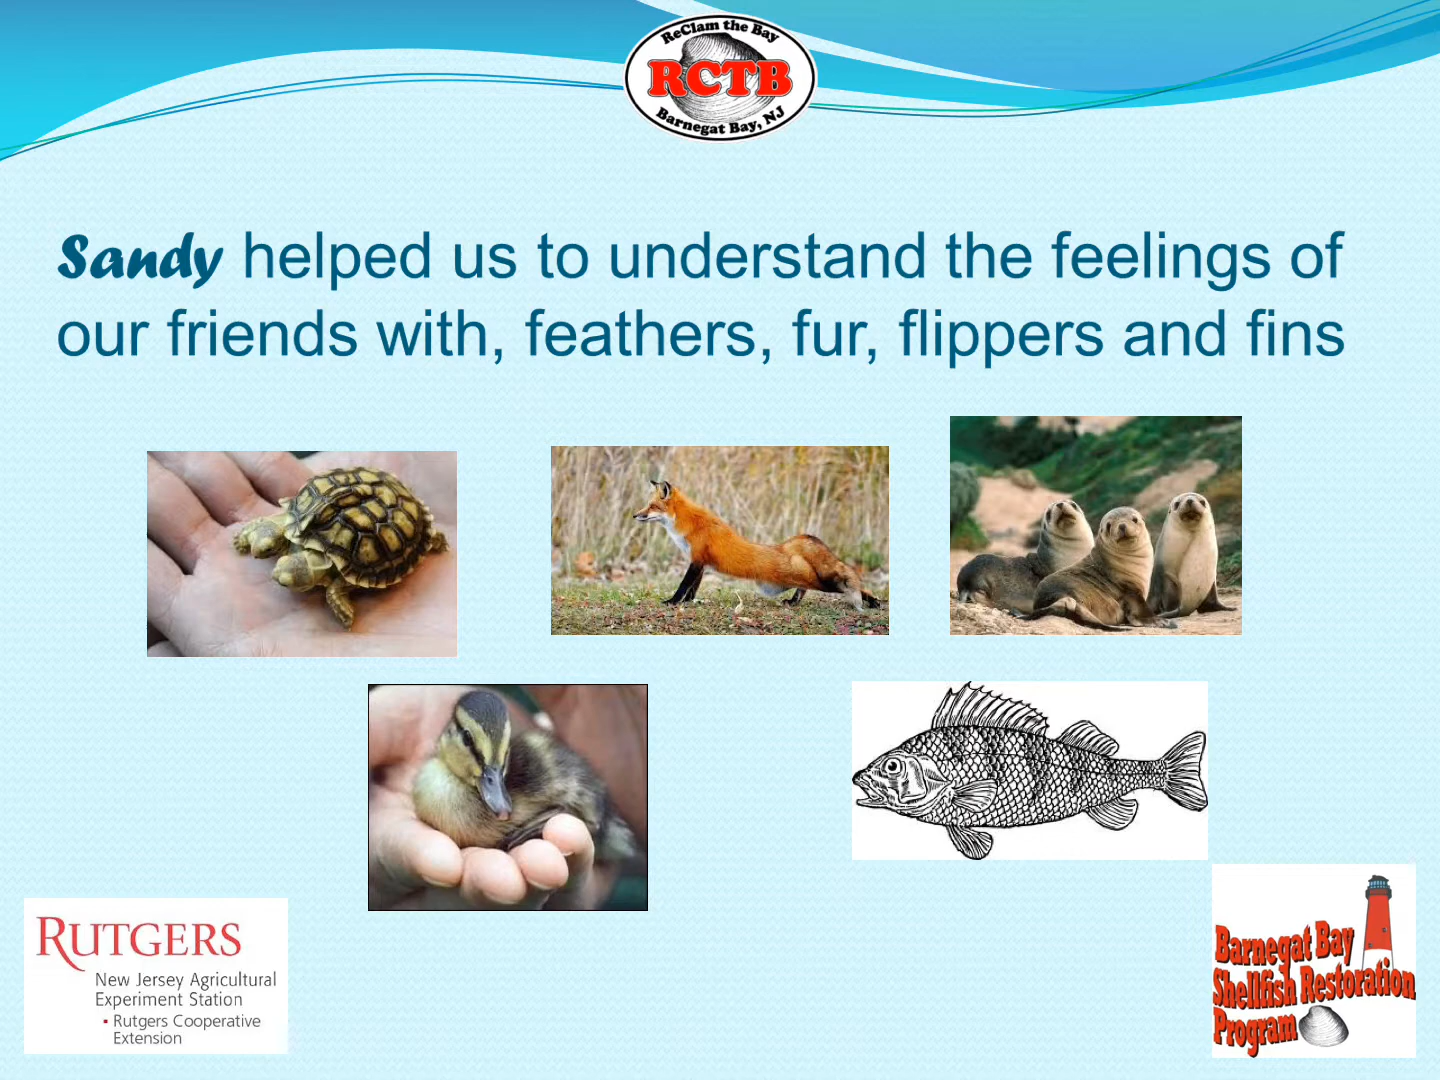 ReClam the Bay
RCTB
Barnegat Bay, NJ
Sandy helped us to understand the feelings of
our friends with, feathers, fur, flippers and fins
RUTGERS
New Jersey Agricultural
Experiment Station
▪ Rutgers Cooperative
Extension
Barnegat Bay
Shellfish Restoration
Program